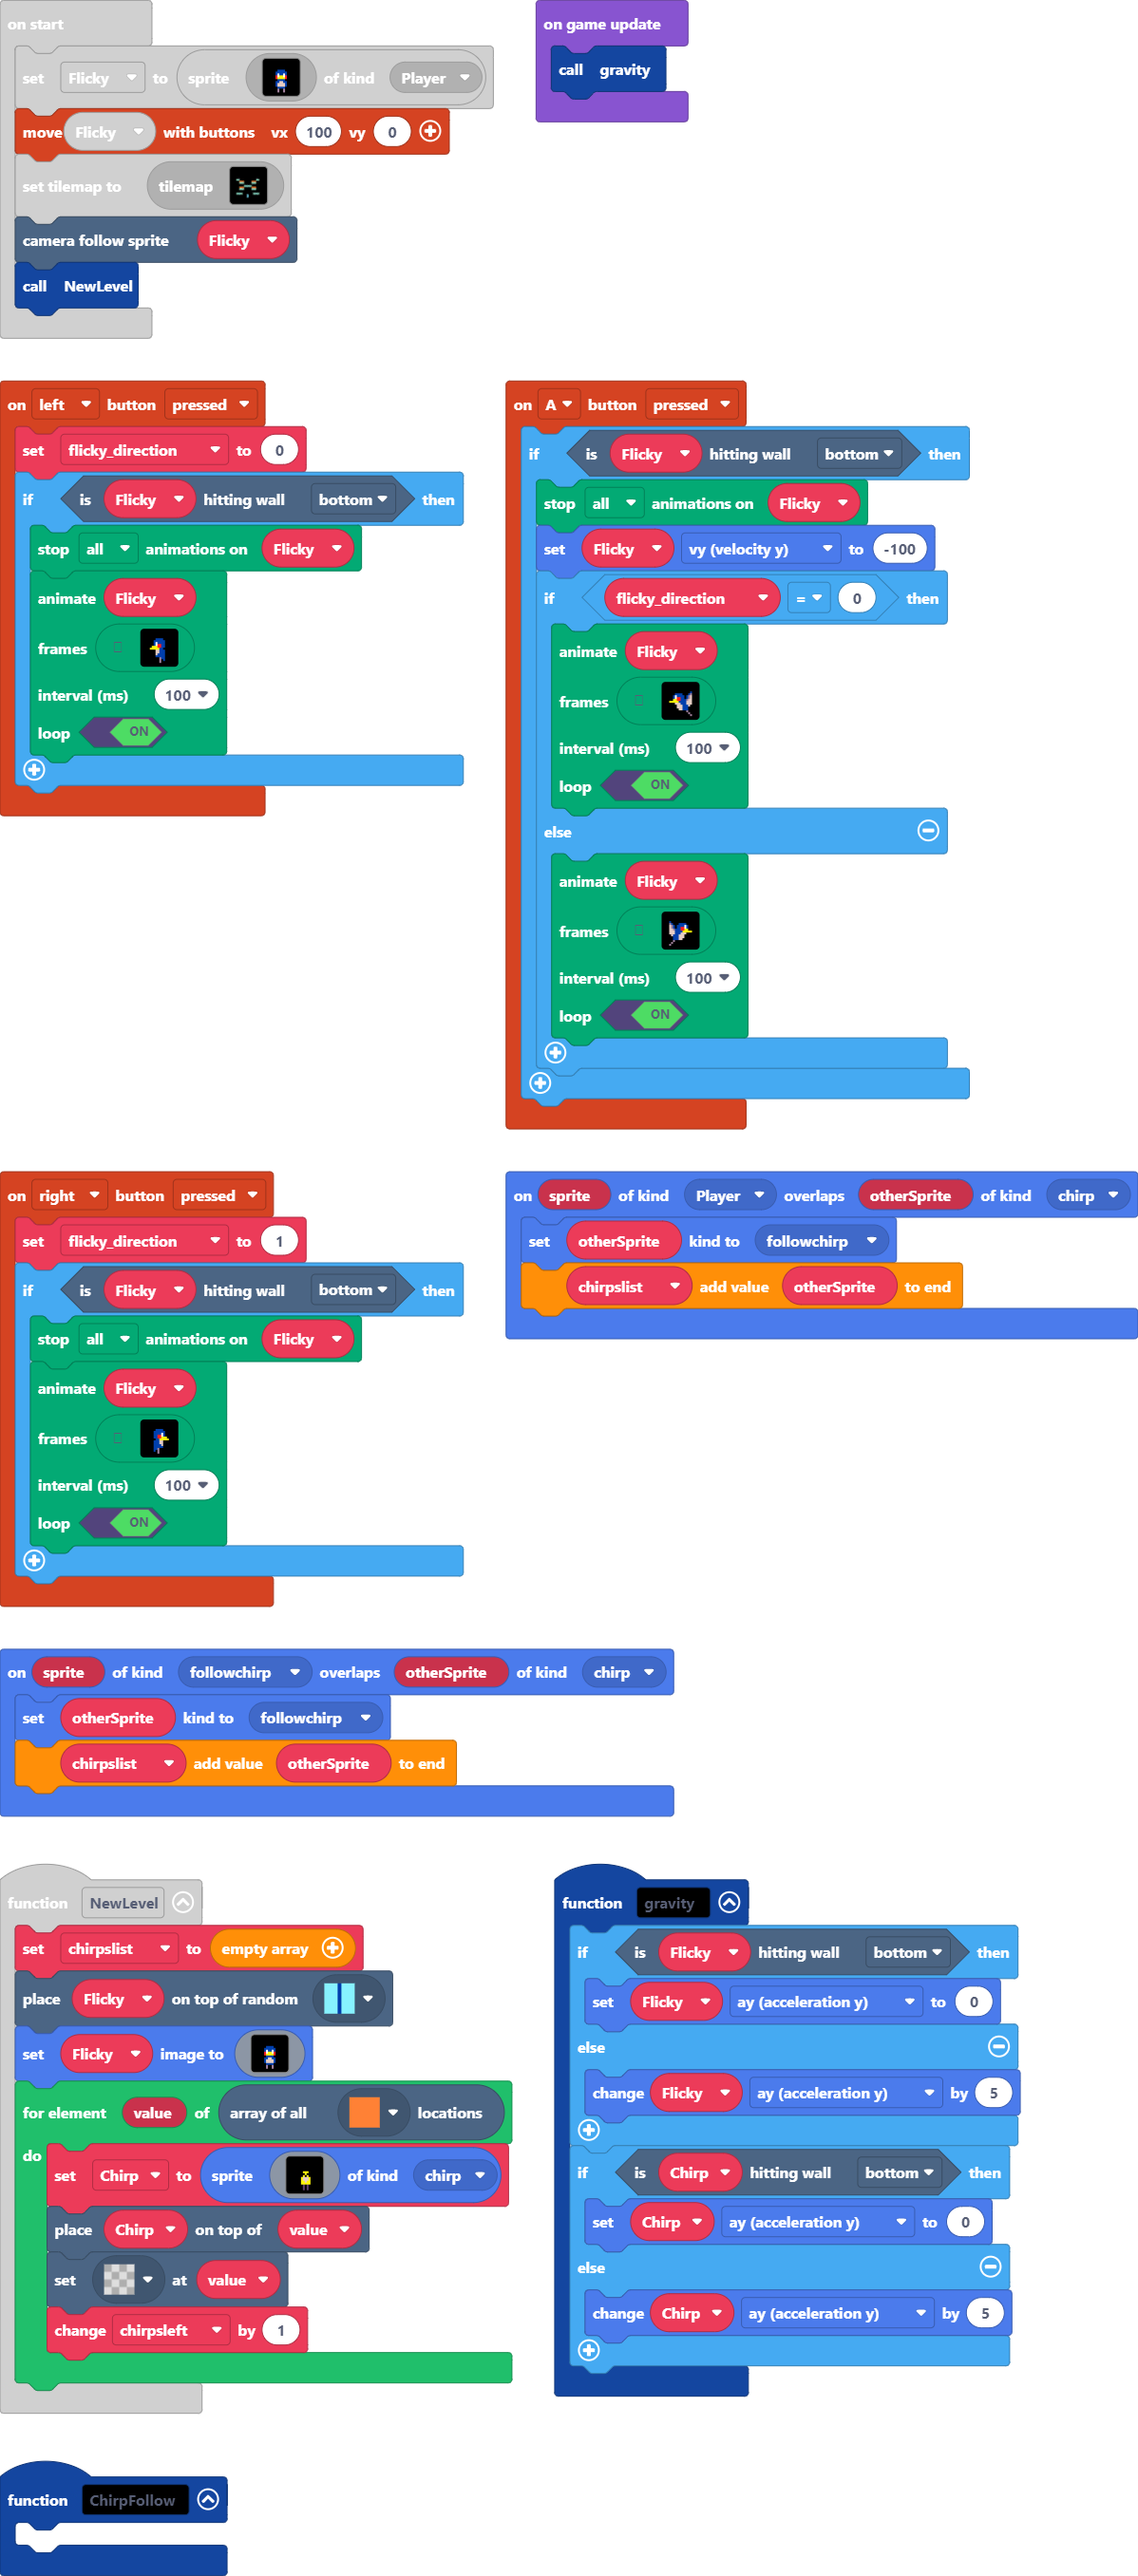 on start
set Flicky to sprite of kind Player
move Flicky with buttons vx 100 vy 0
set tilemap to tilemap
camera follow sprite Flicky
call NewLevel
on game update
call gravity
on left button pressed
set flicky_direction to 0
if is Flicky hitting wall bottom then
stop all animations on Flicky
animate Flicky
frames
interval (ms) 100
loop ON
on A button pressed
if is Flicky hitting wall bottom then
stop all animations on Flicky
set Flicky vy (velocity y) to -100
if flicky_direction = 0 then
animate Flicky
frames
interval (ms) 100
loop ON
else
animate Flicky
frames
interval (ms) 100
loop ON
on right button pressed
set flicky_direction to 1
if is Flicky hitting wall bottom then
stop all animations on Flicky
animate Flicky
frames
interval (ms) 100
loop ON
on sprite of kind Player overlaps otherSprite of kind chirp
set otherSprite kind to followchirp
chirpslist add value otherSprite to end
on sprite of kind followchirp overlaps otherSprite of kind chirp
set otherSprite kind to followchirp
chirpslist add value otherSprite to end
function NewLevel
set chirpslist to empty array
place Flicky on top of random
set Flicky image to
for element value of array of all locations
do
set Chirp to sprite of kind chirp
place Chirp on top of value
set at value
change chirpsleft by 1
function gravity
if is Flicky hitting wall bottom then
set Flicky ay (acceleration y) to 0
else
change Flicky ay (acceleration y) by 5
if is Chirp hitting wall bottom then
set Chirp ay (acceleration y) to 0
else
change Chirp ay (acceleration y) by 5
function ChirpFollow